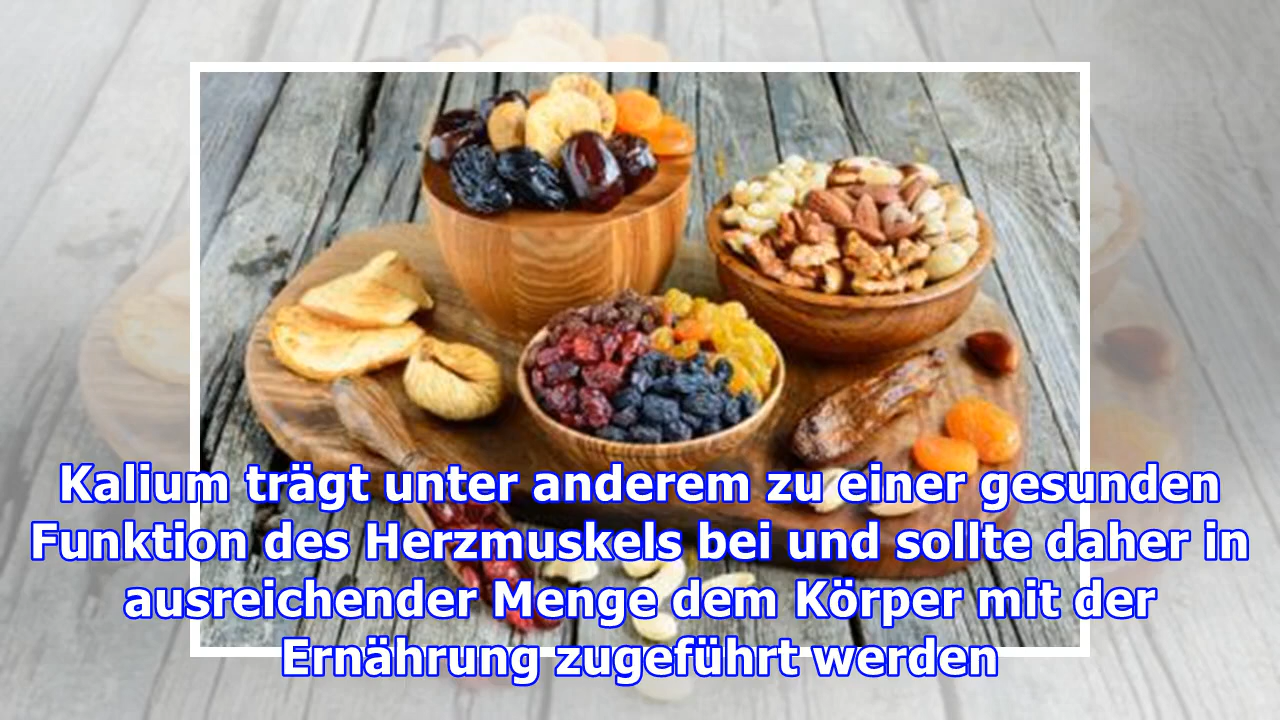 Kalium trägt unter anderem zu einer gesunden
Funktion des Herzmuskels bei und sollte daher in
ausreichender Menge dem Körper mit der
Ernährung zugeführt werden